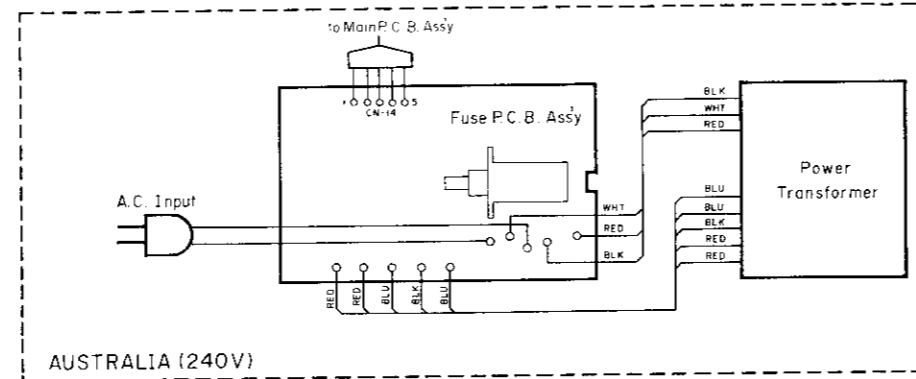 to Main P.C.B. Ass'y
1 5
CN-14
Fuse P.C.B. Ass'y
A.C. Input
WHT
RED
BLK
BLK
WHT
RED
BLU
BLU
BLK
RED
RED
Power
Transformer
RED
RED
BLU
BLK
BLU
AUSTRALIA (240V)